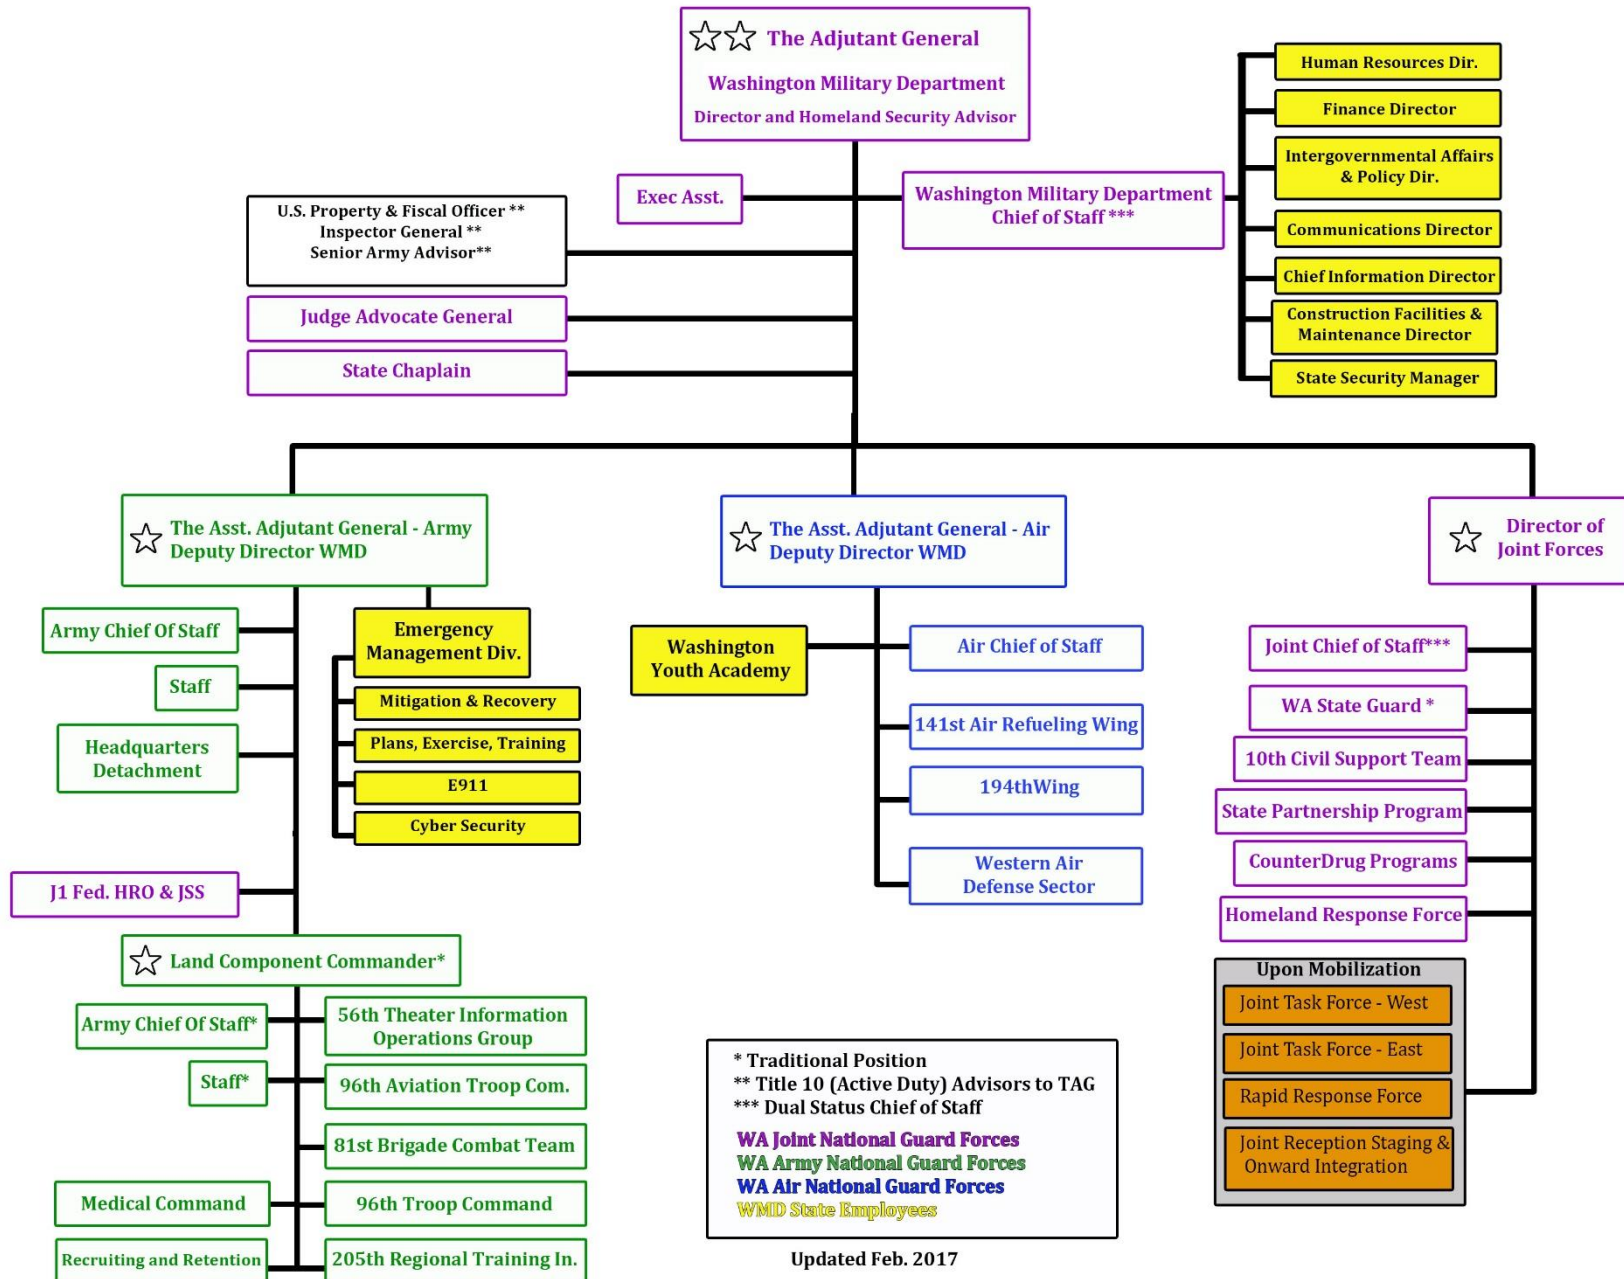 The Adjutant General
Washington Military Department
Director and Homeland Security Advisor
Human Resources Dir.
Finance Director
Intergovernmental Affairs
& Policy Dir.
Communications Director
Chief Information Director
Construction Facilities &
Maintenance Director
State Security Manager
Exec Asst.
Washington Military Department
Chief of Staff ***
U.S. Property & Fiscal Officer **
Inspector General **
Senior Army Advisor**
Judge Advocate General
State Chaplain
The Asst. Adjutant General - Army
Deputy Director WMD
Army Chief Of Staff
Staff
Headquarters
Detachment
Emergency
Management Div.
Mitigation & Recovery
Plans, Exercise, Training
E911
Cyber Security
J1 Fed. HRO & JSS
Land Component Commander*
Army Chief Of Staff*
Staff*
Medical Command
Recruiting and Retention
56th Theater Information
Operations Group
96th Aviation Troop Com.
81st Brigade Combat Team
96th Troop Command
205th Regional Training In.
The Asst. Adjutant General - Air
Deputy Director WMD
Washington
Youth Academy
Air Chief of Staff
141st Air Refueling Wing
194thWing
Western Air
Defense Sector
Director of
Joint Forces
Joint Chief of Staff***
WA State Guard *
10th Civil Support Team
State Partnership Program
CounterDrug Programs
Homeland Response Force
Upon Mobilization
Joint Task Force - West
Joint Task Force - East
Rapid Response Force
Joint Reception Staging &
Onward Integration
* Traditional Position
** Title 10 (Active Duty) Advisors to TAG
*** Dual Status Chief of Staff
WA Joint National Guard Forces
WA Army National Guard Forces
WA Air National Guard Forces
WMD State Employees
Updated Feb. 2017